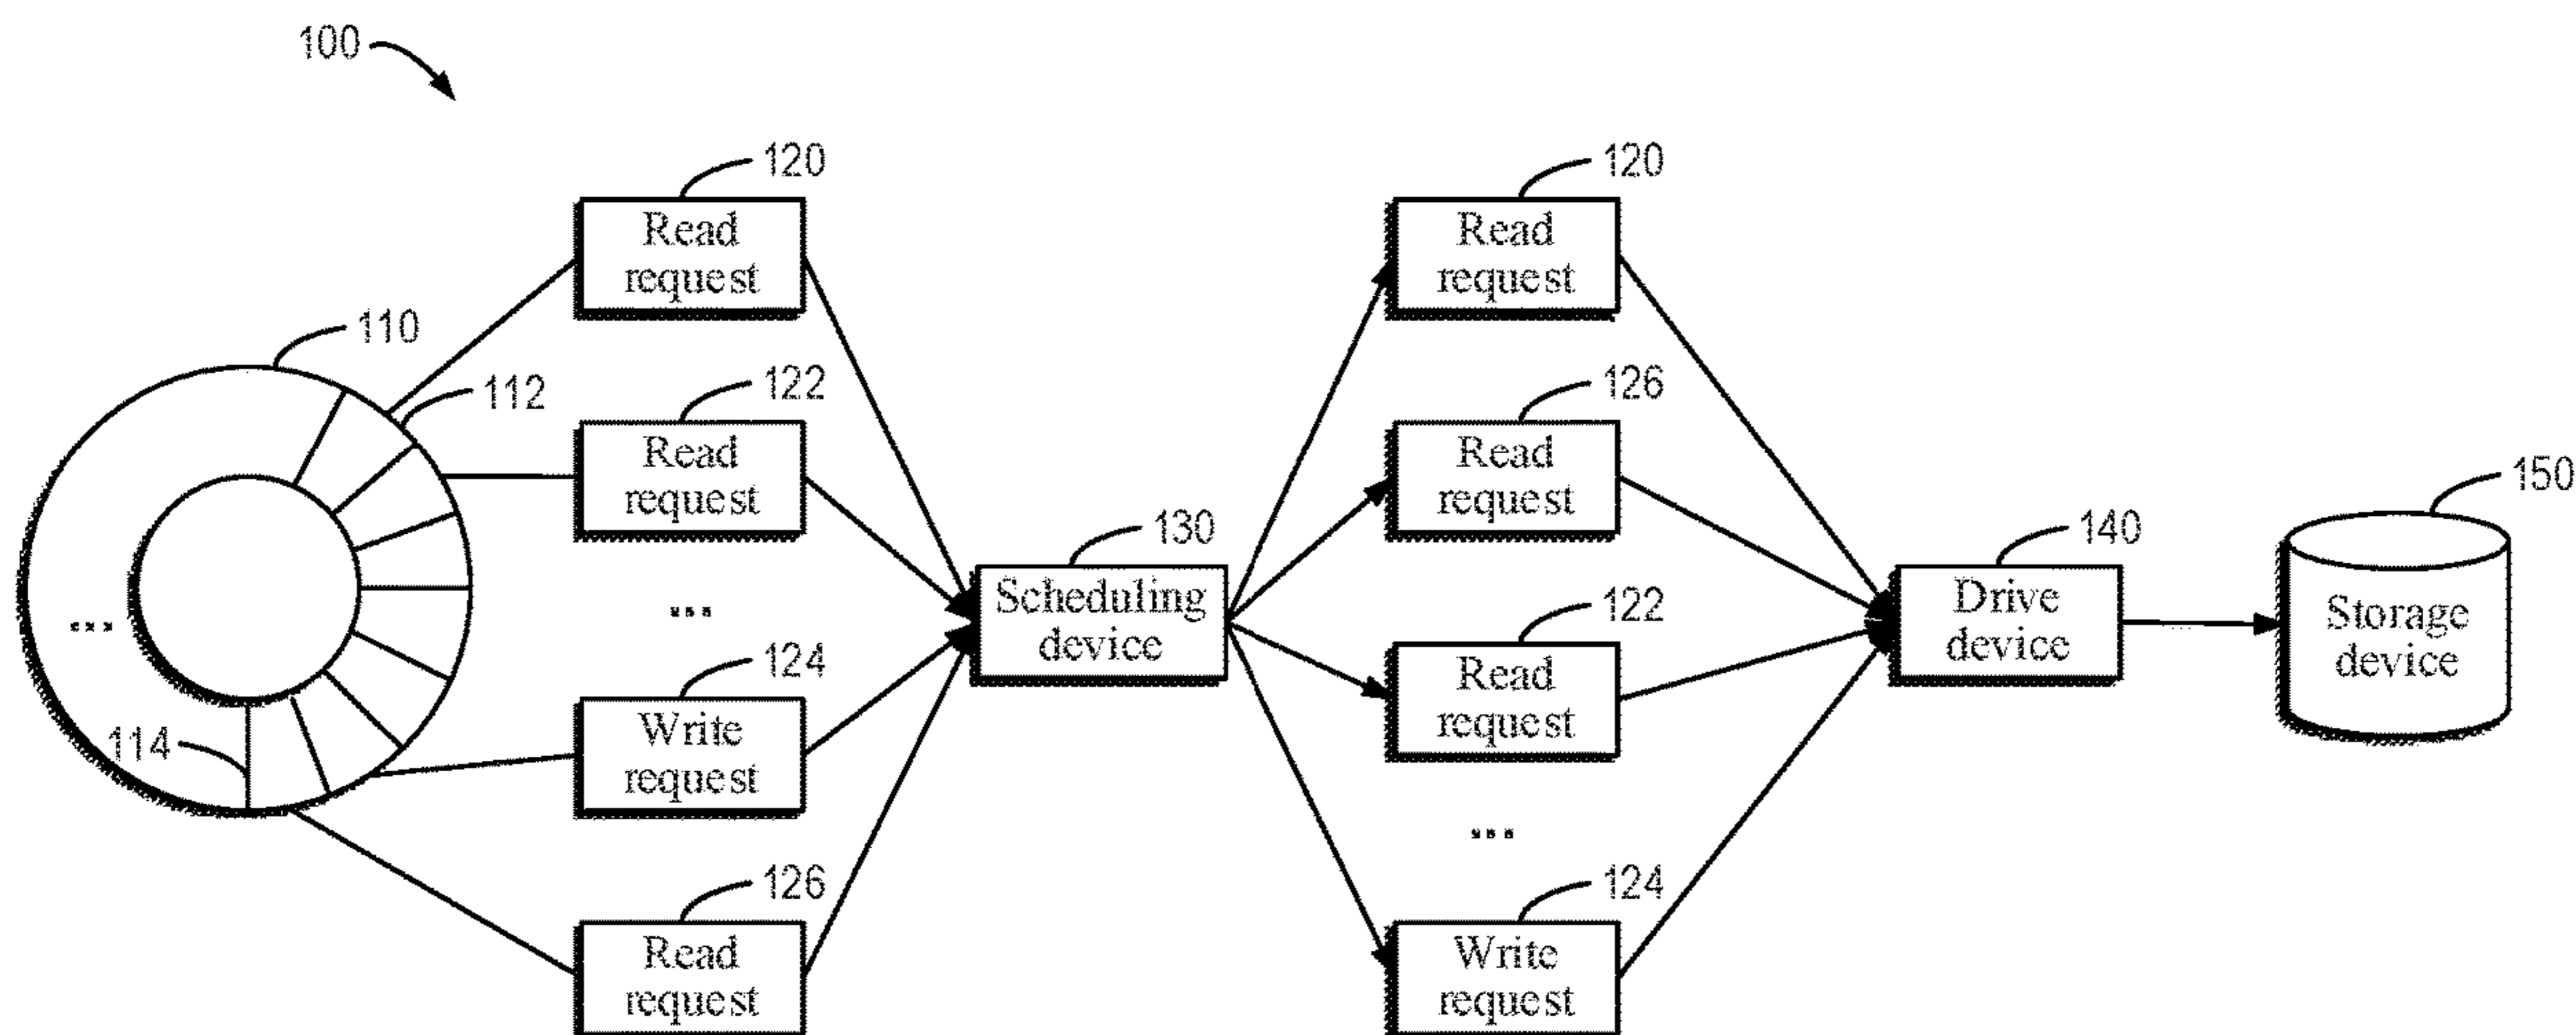 100
120
Read
request
110
112
122
Read
request
...
...
114
124
Write
request
126
Read
request
130
Scheduling
device
120
Read
request
126
Read
request
122
Read
request
...
124
Write
request
140
Drive
device
150
Storage
device